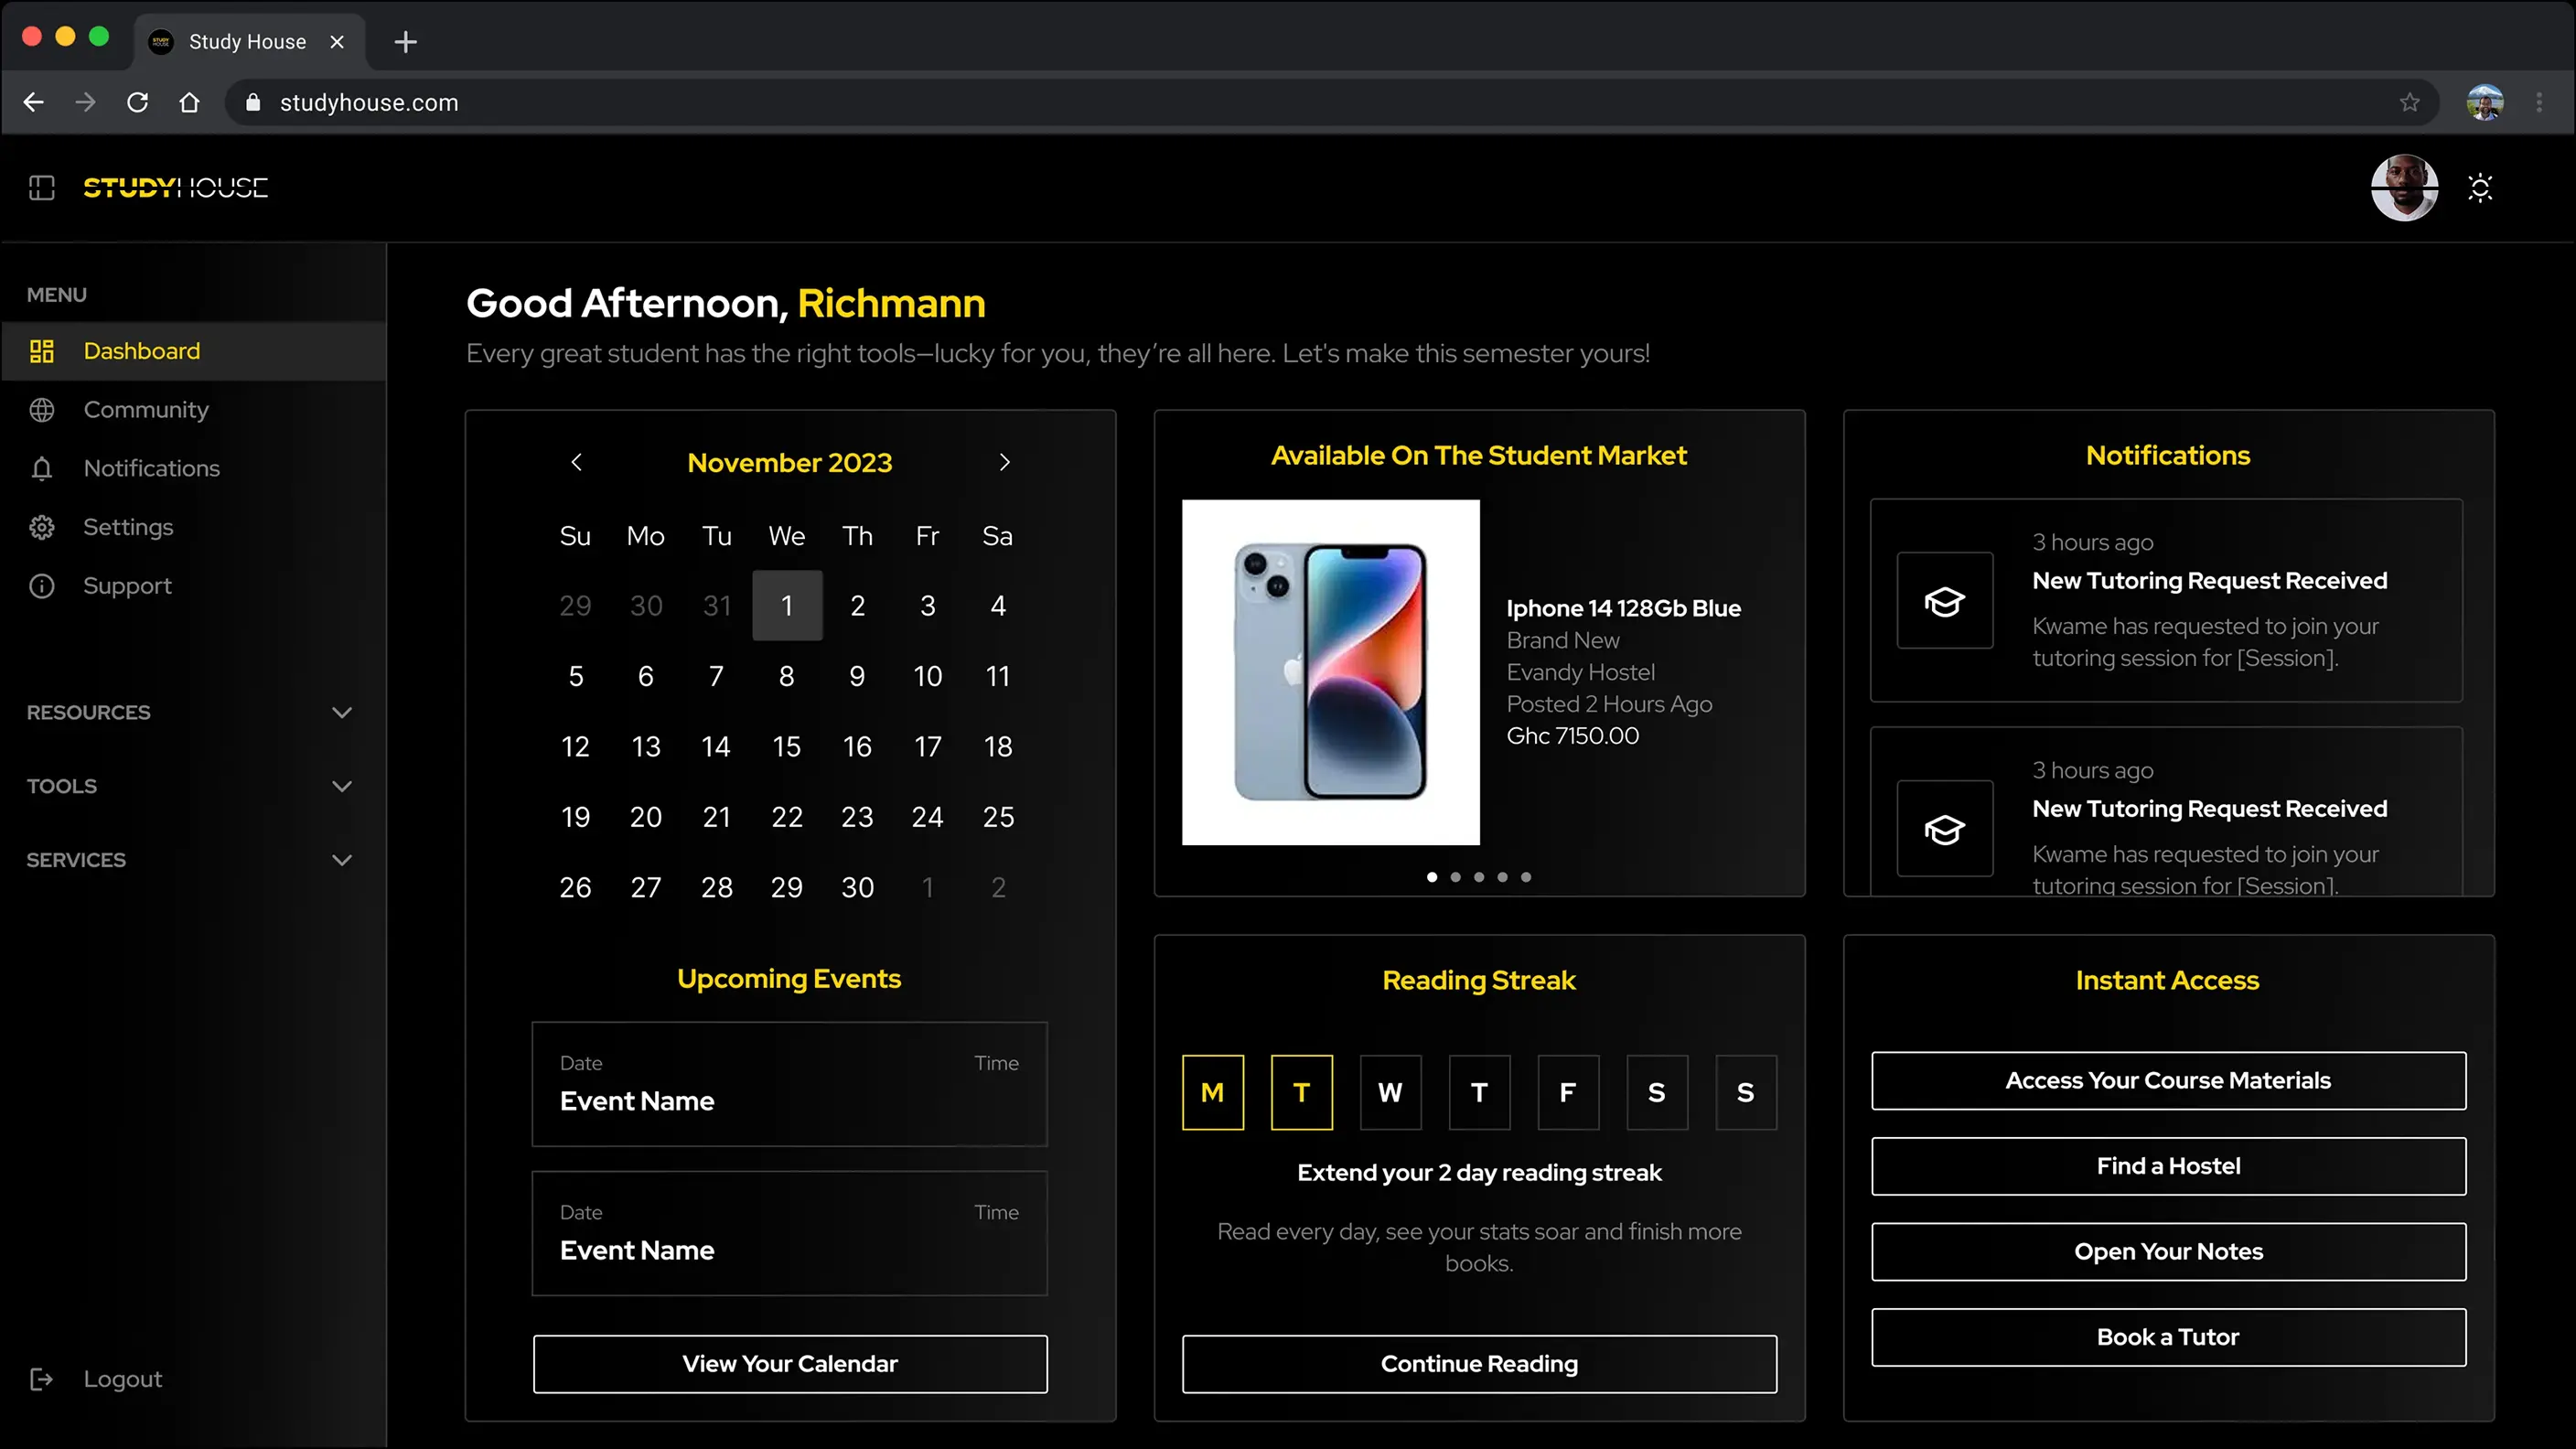 Study House
studyhouse.com
STUDYHOUSE
MENU
Dashboard
Community
Notifications
Settings
Support
RESOURCES
TOOLS
SERVICES
Logout
Good Afternoon, Richmann
Every great student has the right tools—lucky for you, they’re all here. Let's make this semester yours!
November 2023
Su Mo Tu We Th Fr Sa
29 30 31 1 2 3 4
5 6 7 8 9 10 11
12 13 14 15 16 17 18
19 20 21 22 23 24 25
26 27 28 29 30 1 2
Upcoming Events
Date Time
Event Name
Date Time
Event Name
View Your Calendar
Available On The Student Market
Iphone 14 128Gb Blue
Brand New
Evandy Hostel
Posted 2 Hours Ago
Ghc 7150.00
Notifications
3 hours ago
New Tutoring Request Received
Kwame has requested to join your
tutoring session for [Session].
3 hours ago
New Tutoring Request Received
Kwame has requested to join your
tutoring session for [Session].
Reading Streak
M T W T F S S
Extend your 2 day reading streak
Read every day, see your stats soar and finish more
books.
Continue Reading
Instant Access
Access Your Course Materials
Find a Hostel
Open Your Notes
Book a Tutor